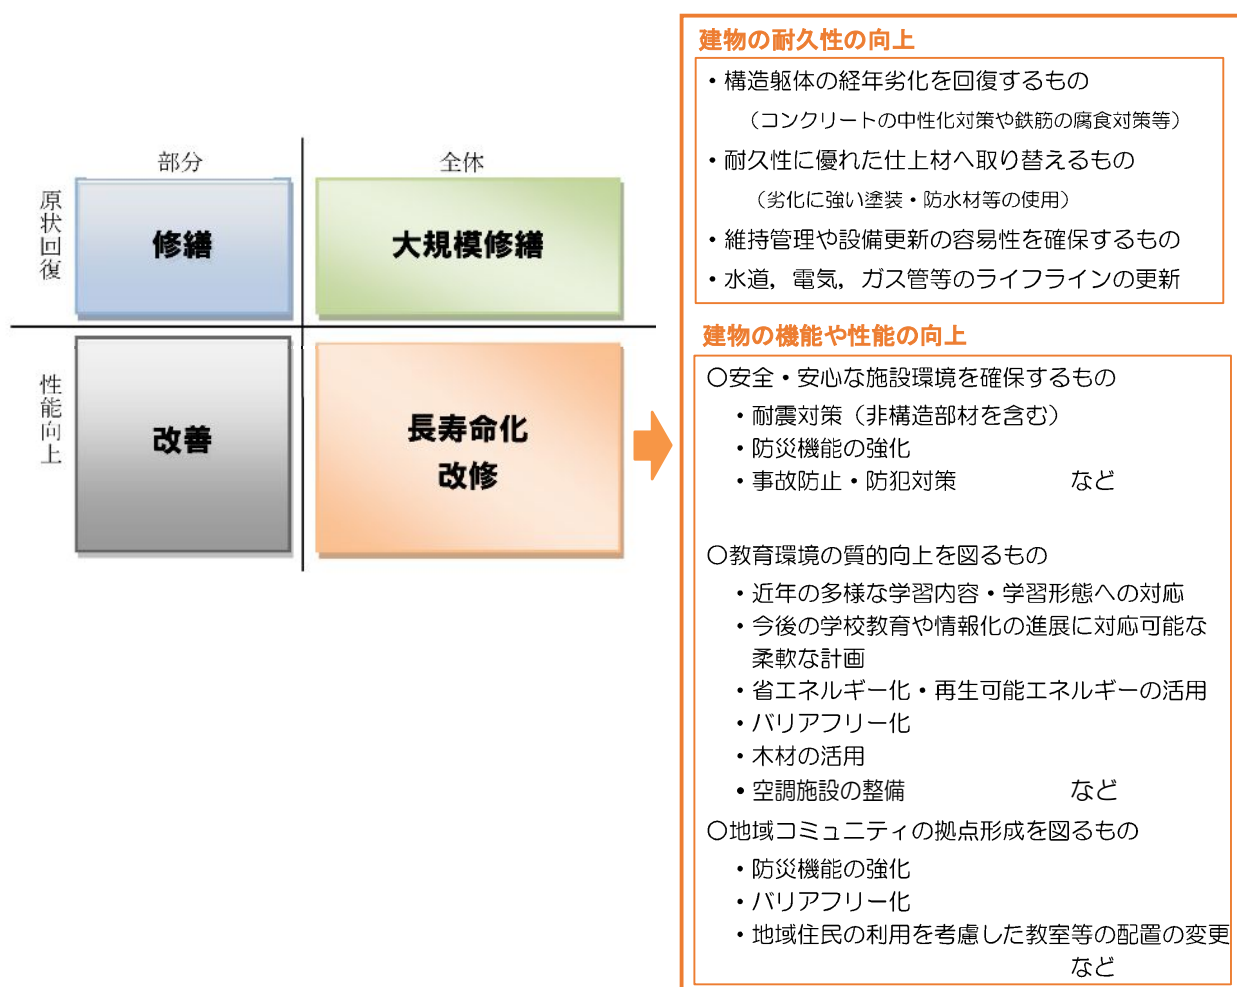 部分
全体
原状回復
修繕
大規模修繕
性能向上
改善
長寿命化
改修
建物の耐久性の向上
・構造躯体の経年劣化を回復するもの
（コンクリートの中性化対策や鉄筋の腐食対策等）
・耐久性に優れた仕上材へ取り替えるもの
（劣化に強い塗装・防水材等の使用）
・維持管理や設備更新の容易性を確保するもの
・水道，電気，ガス管等のライフラインの更新
建物の機能や性能の向上
○安全・安心な施設環境を確保するもの
・耐震対策（非構造部材を含む）
・防災機能の強化
・事故防止・防犯対策　　　　　など
○教育環境の質的向上を図るもの
・近年の多様な学習内容・学習形態への対応
・今後の学校教育や情報化の進展に対応可能な
柔軟な計画
・省エネルギー化・再生可能エネルギーの活用
・バリアフリー化
・木材の活用
・空調施設の整備　　　　　　　など
○地域コミュニティの拠点形成を図るもの
・防災機能の強化
・バリアフリー化
・地域住民の利用を考慮した教室等の配置の変更
など